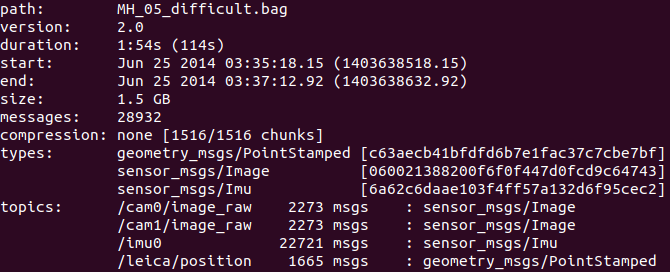 path:        MH_05_difficult.bag
version:     2.0
duration:    1:54s (114s)
start:       Jun 25 2014 03:35:18.15 (1403638518.15)
end:         Jun 25 2014 03:37:12.92 (1403638632.92)
size:        1.5 GB
messages:    28932
compression: none [1516/1516 chunks]
types:       geometry_msgs/PointStamped [c63aecb41bfdfd6b7e1fac37c7cbe7bf]
             sensor_msgs/Image          [060021388200f6f0f447d0fcd9c64743]
             sensor_msgs/Imu            [6a62c6daae103f4ff57a132d6f95cec2]
topics:      /cam0/image_raw    2273 msgs    : sensor_msgs/Image
             /cam1/image_raw    2273 msgs    : sensor_msgs/Image
             /imu0             22721 msgs    : sensor_msgs/Imu
             /leica/position    1665 msgs    : geometry_msgs/PointStamped